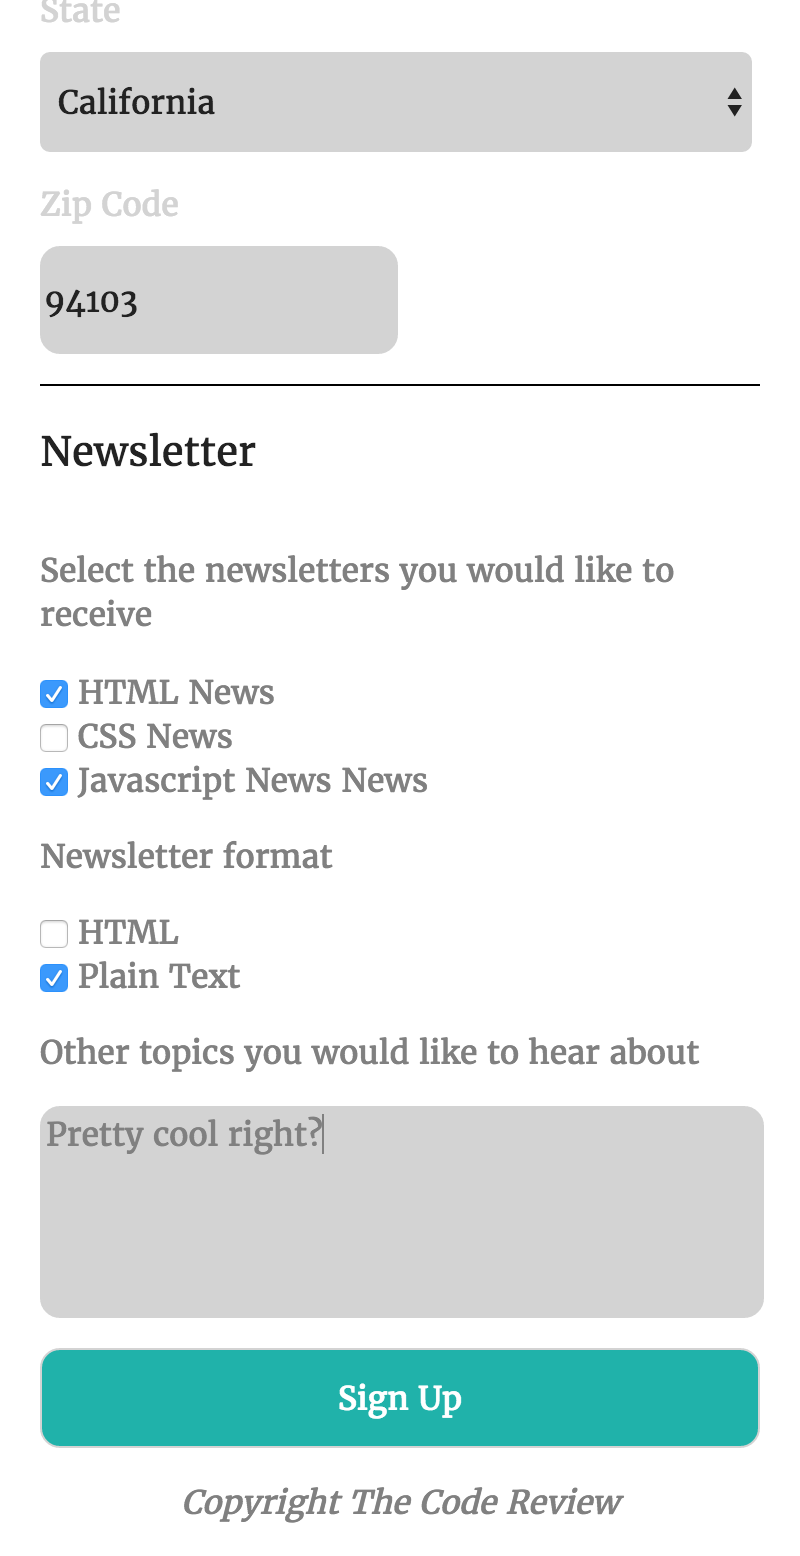 State
California
Zip Code
94103
Newsletter
Select the newsletters you would like to
receive
HTML News
CSS News
Javascript News News
Newsletter format
HTML
Plain Text
Other topics you would like to hear about
Pretty cool right?
Sign Up
Copyright The Code Review